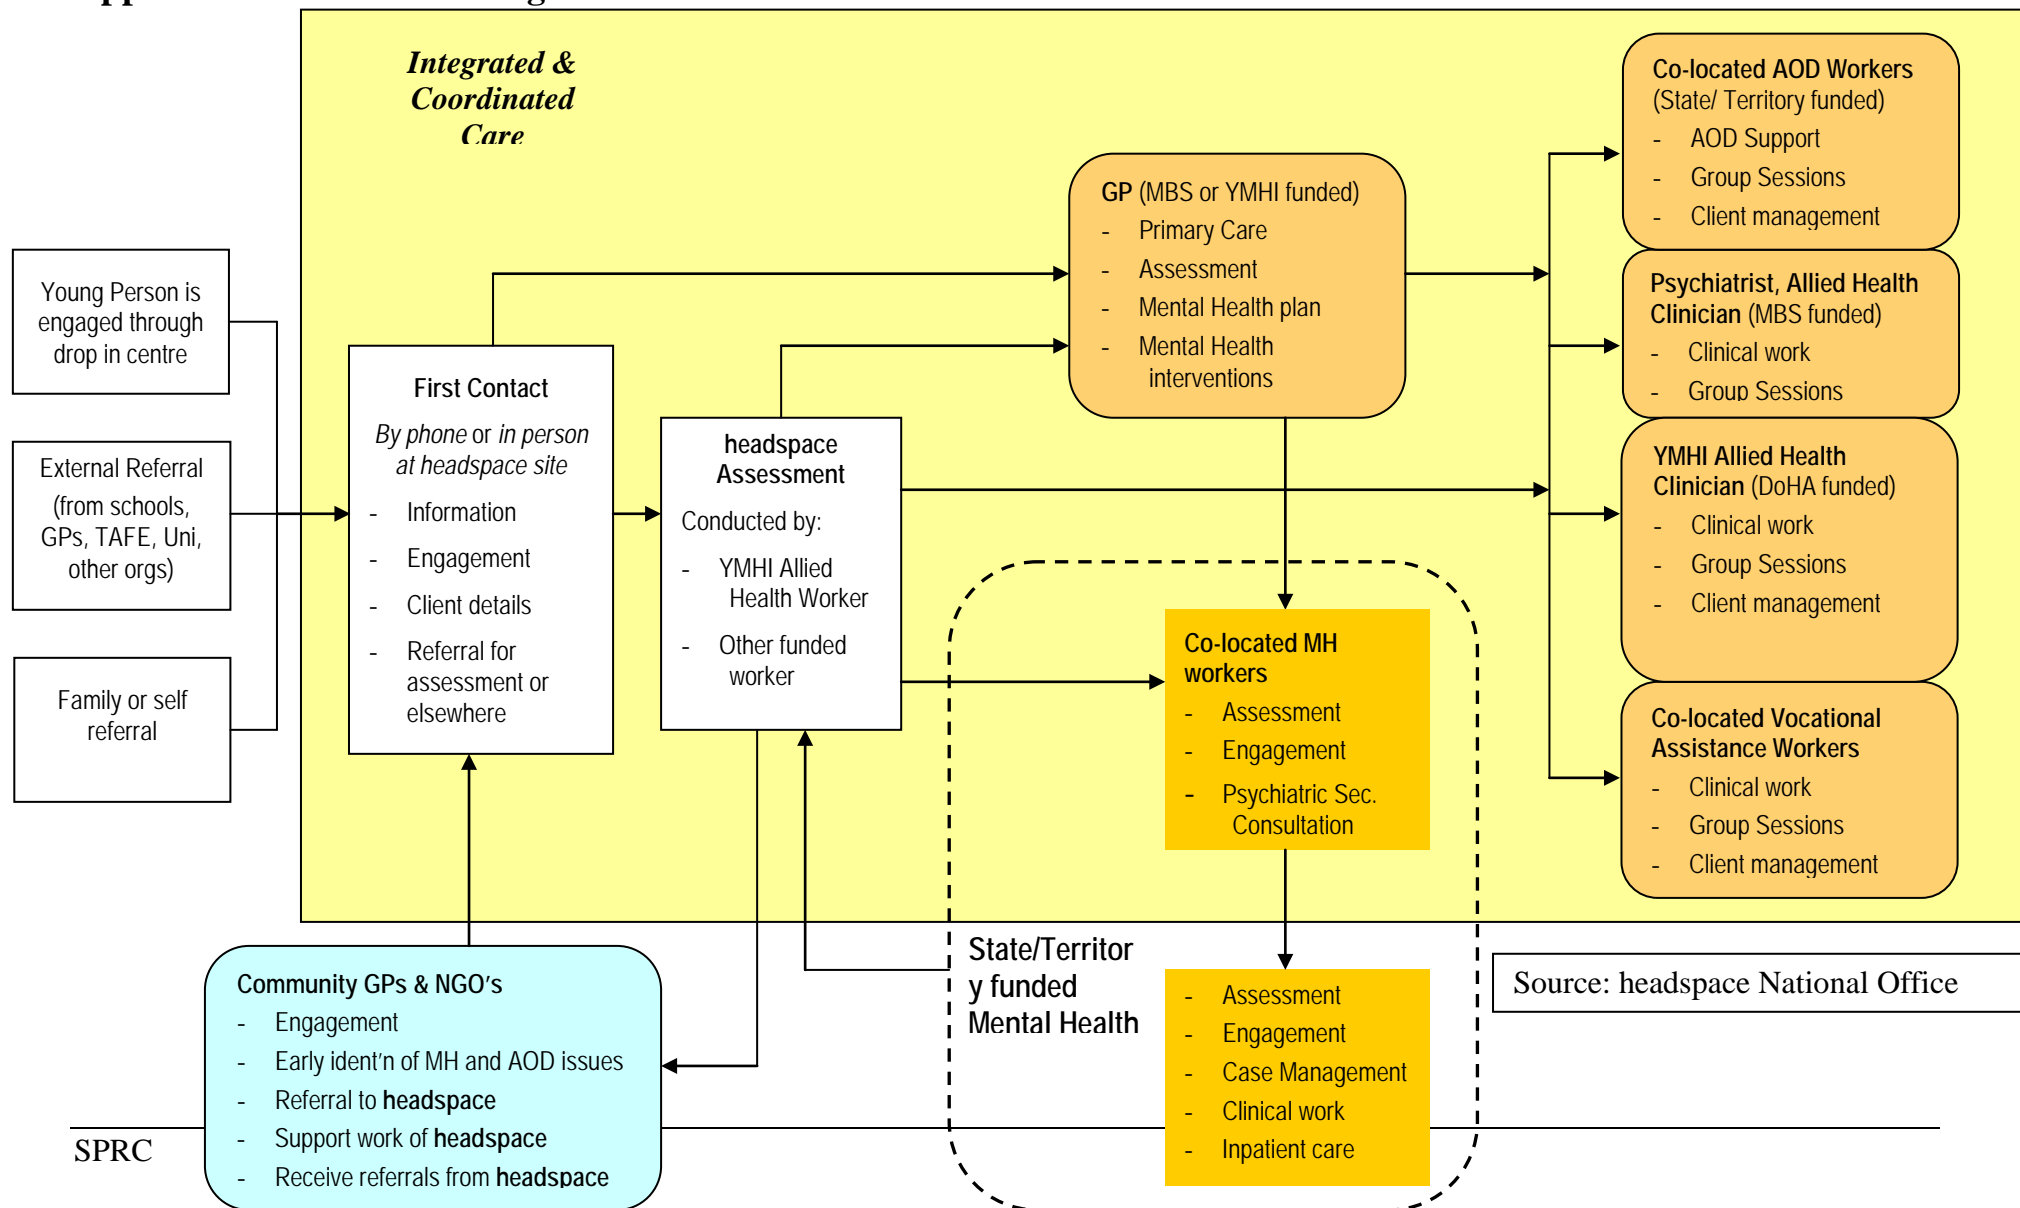 Integrated &
Coordinated
Care
Young Person is
engaged through
drop in centre
External Referral
(from schools,
GPs, TAFE, Uni,
other orgs)
Family or self
referral
First Contact
By phone or in person
at headspace site
- Information
- Engagement
- Client details
- Referral for
assessment or
elsewhere
headspace
Assessment
Conducted by:
- YMHI Allied
Health Worker
- Other funded
worker
GP (MBS or YMHI funded)
- Primary Care
- Assessment
- Mental Health plan
- Mental Health
interventions
Co-located MH
workers
- Assessment
- Engagement
- Psychiatric Sec.
Consultation
Co-located AOD Workers
(State/ Territory funded)
- AOD Support
- Group Sessions
- Client management
Psychiatrist, Allied Health
Clinician (MBS funded)
- Clinical work
- Group Sessions
YMHI Allied Health
Clinician (DoHA funded)
- Clinical work
- Group Sessions
- Client management
Co-located Vocational
Assistance Workers
- Clinical work
- Group Sessions
- Client management
Community GPs & NGO's
- Engagement
- Early ident'n of MH and AOD issues
- Referral to headspace
- Support work of headspace
- Receive referrals from headspace
State/Territor
y funded
Mental Health
- Assessment
- Engagement
- Case Management
- Clinical work
- Inpatient care
Source: headspace National Office
SPRC